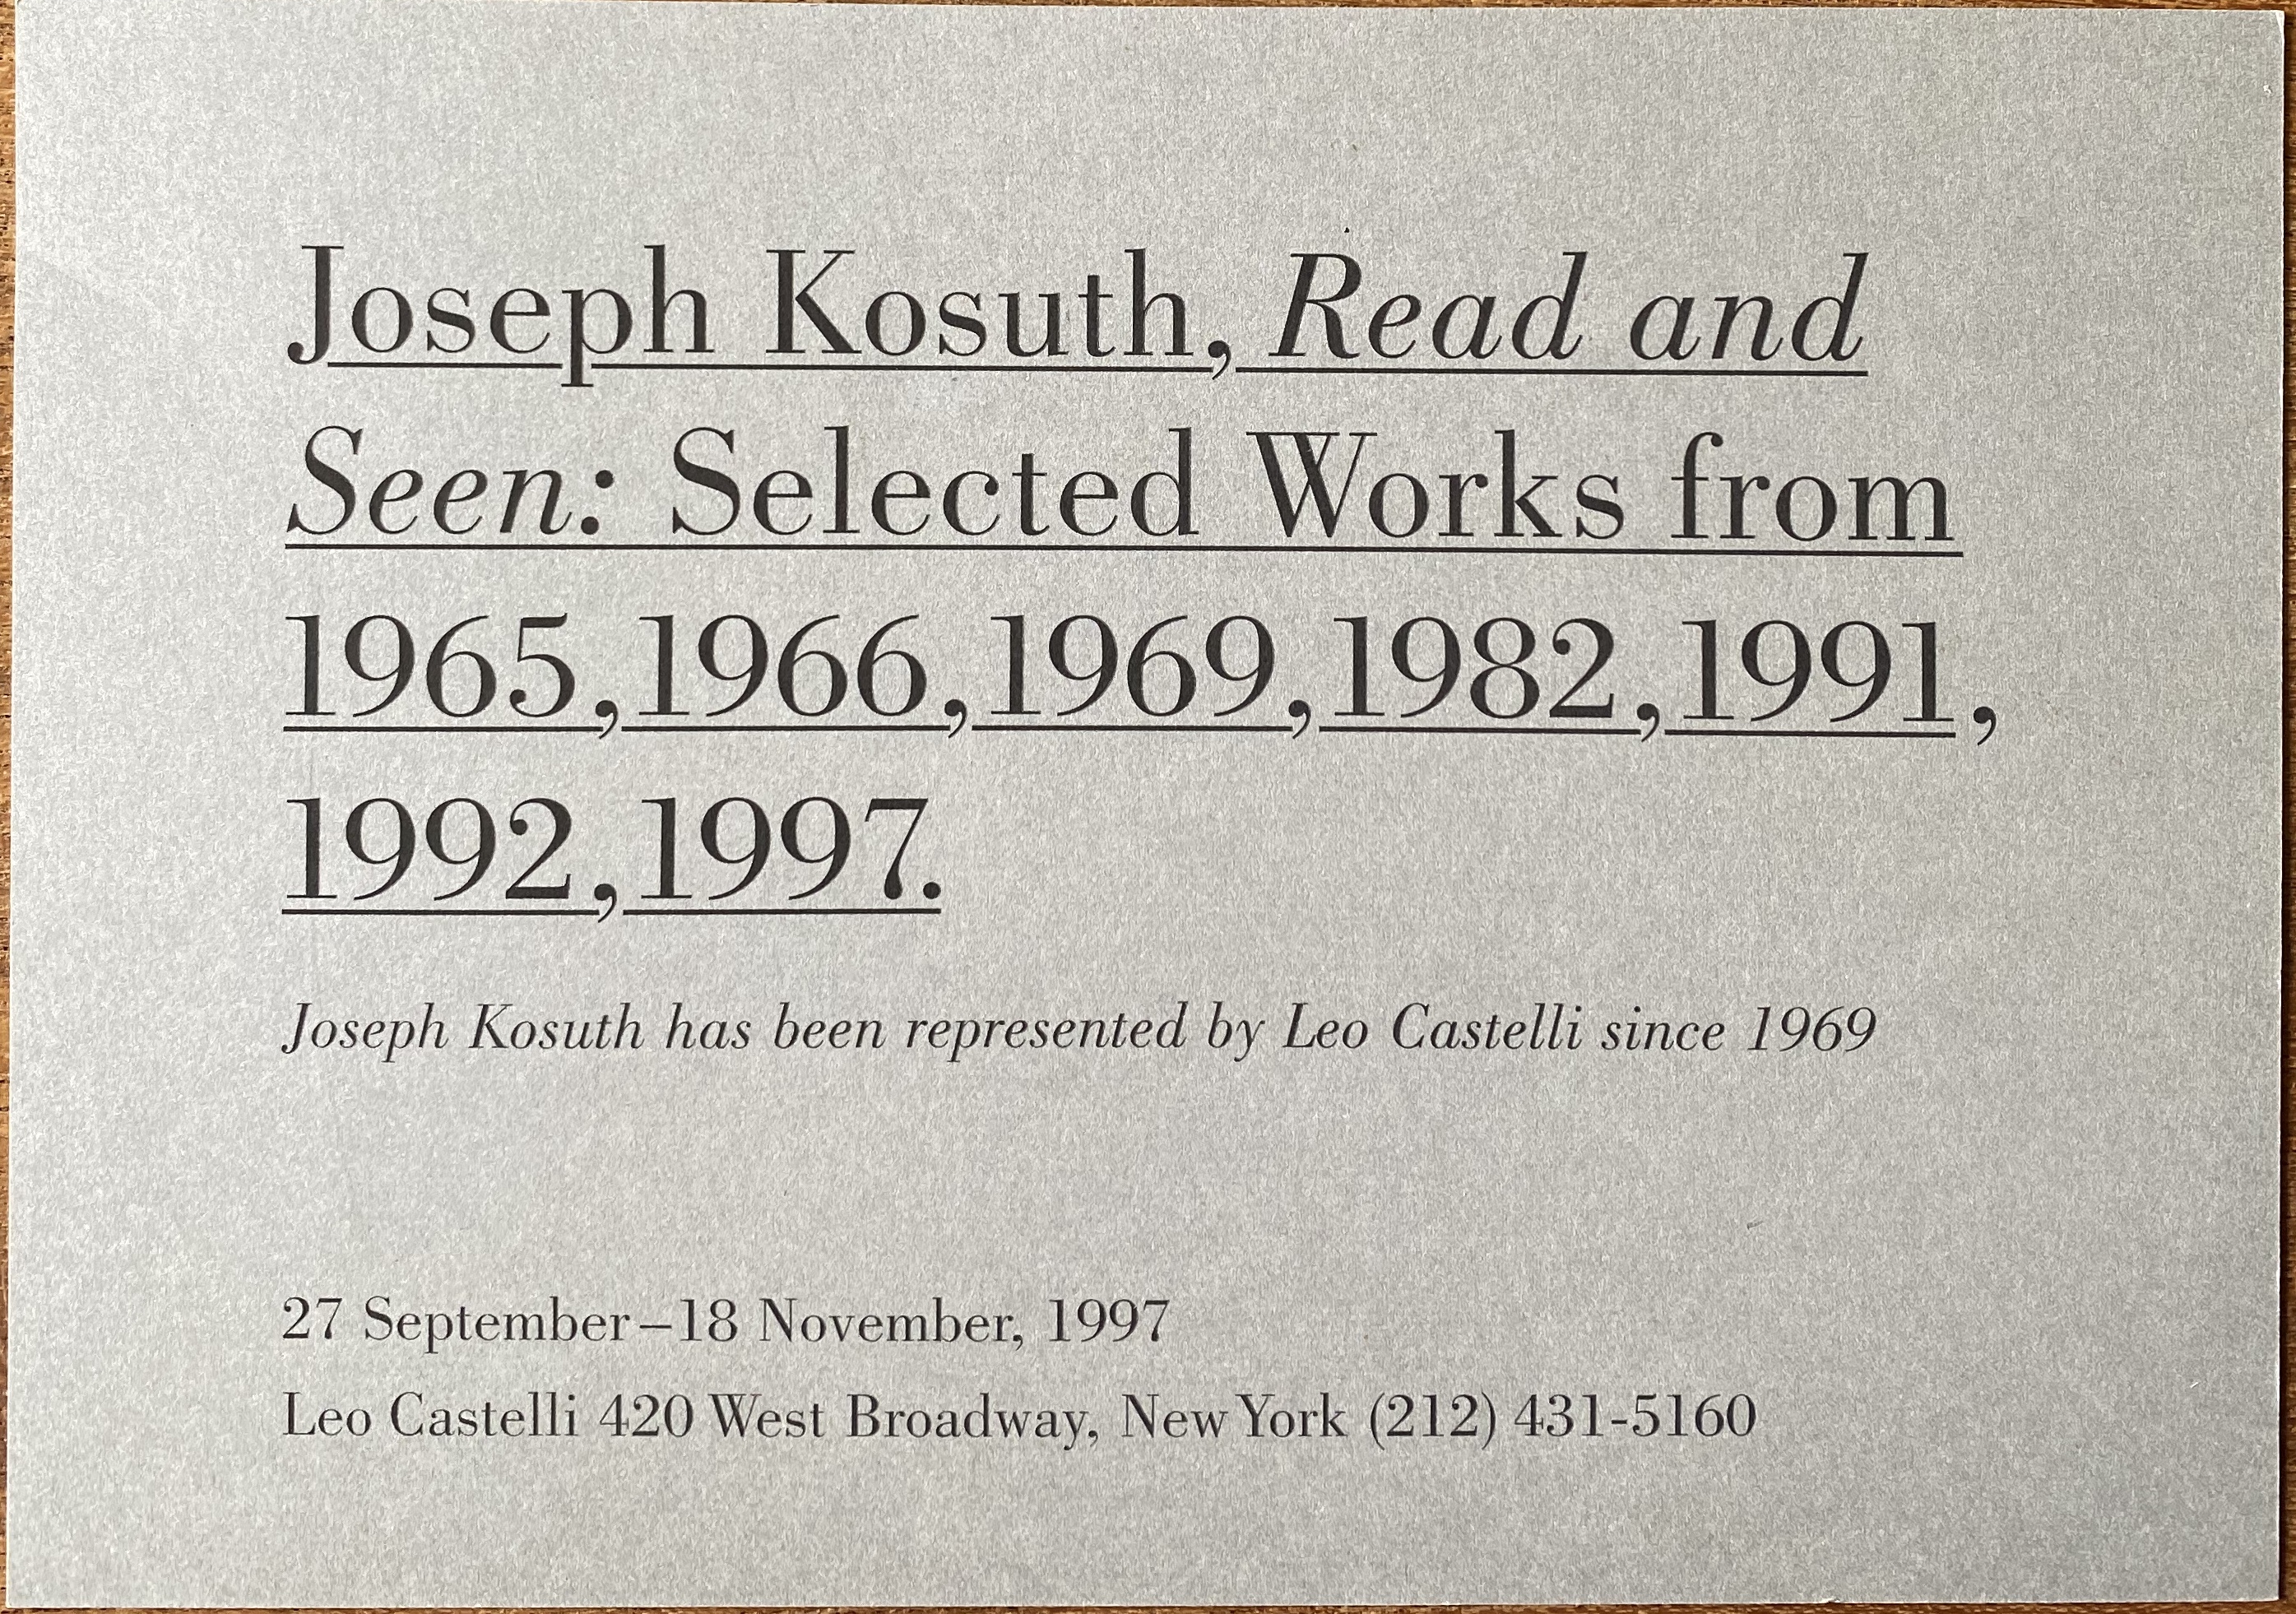 Joseph Kosuth, Read and
Seen: Selected Works from
1965, 1966, 1969, 1982, 1991,
1992, 1997.
Joseph Kosuth has been represented by Leo Castelli since 1969
27 September–18 November, 1997
Leo Castelli 420 West Broadway, New York (212) 431-5160